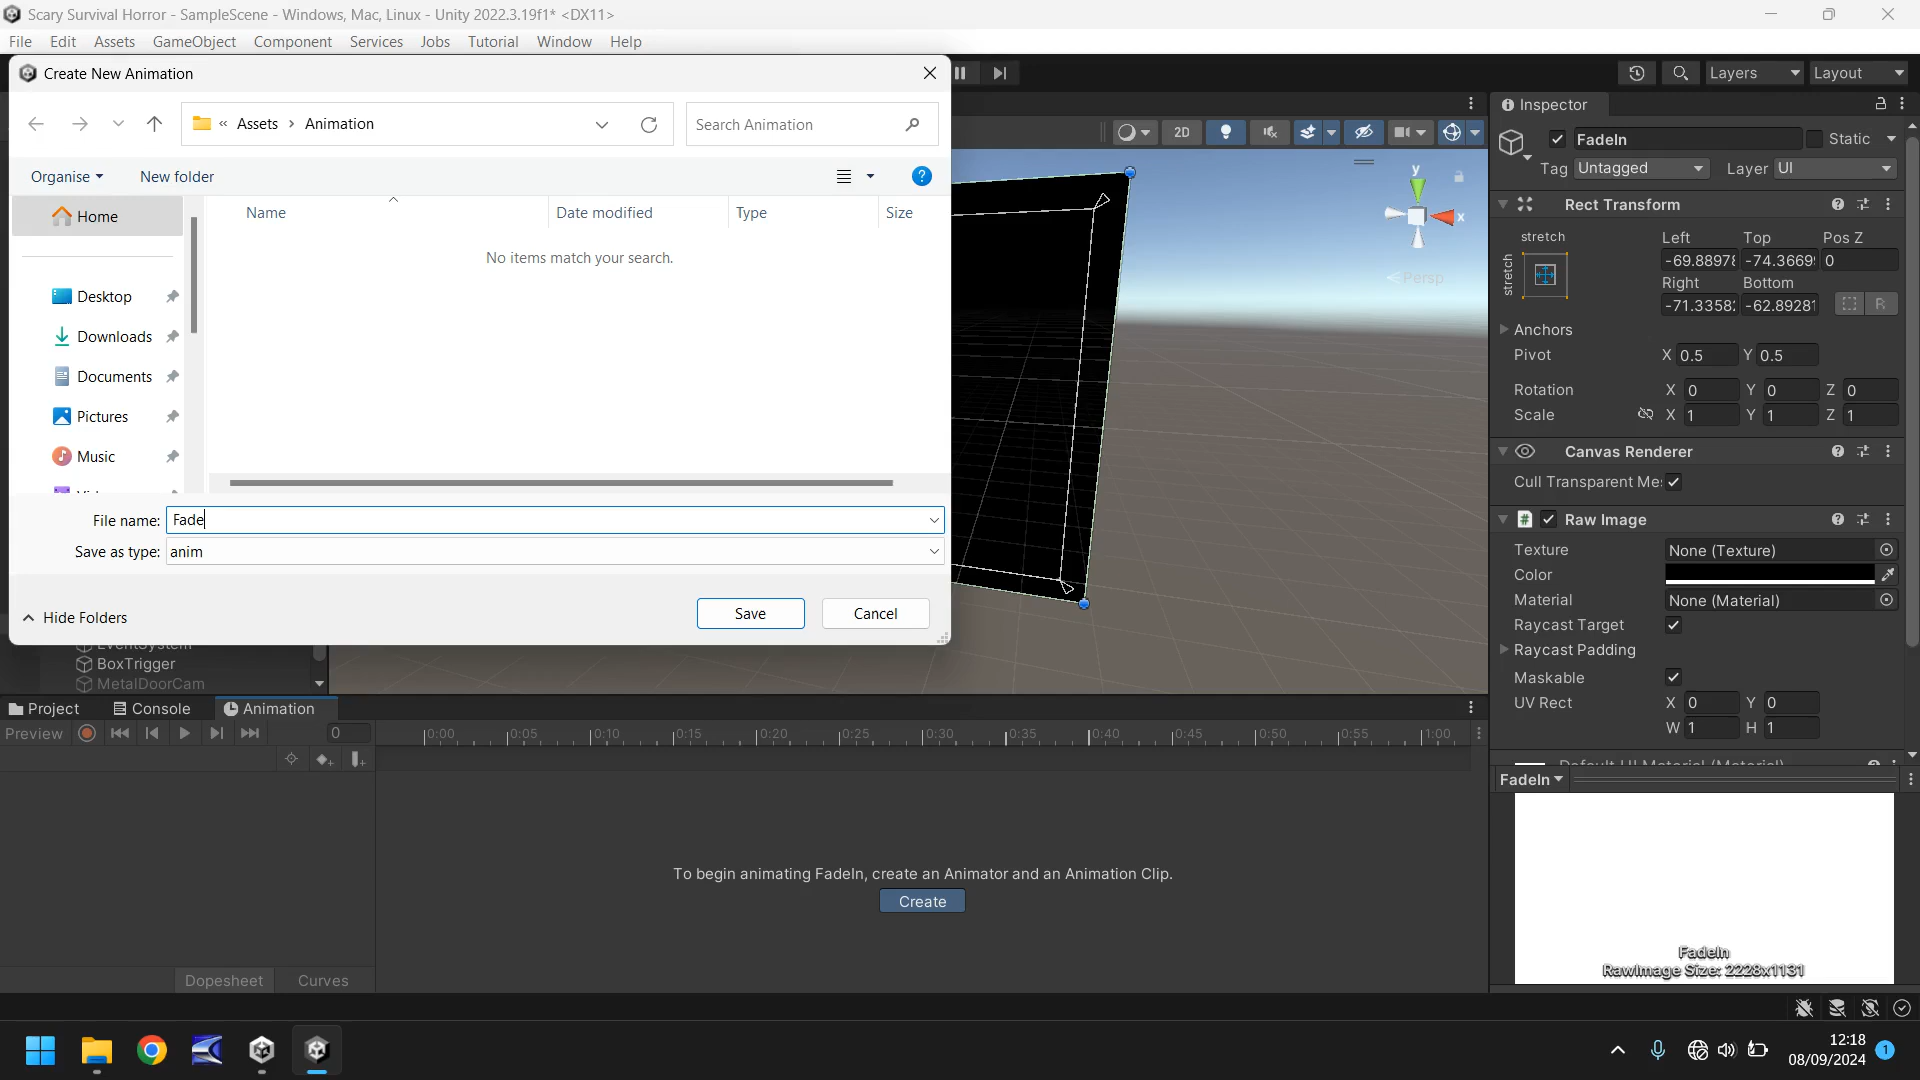 Scary Survival Horror - SampleScene - Windows, Mac, Linux - Unity 2022.3.19f1* <DX11>
File Edit Assets GameObject Component Services Jobs Tutorial Window Help
Create New Animation
Layers Layout
« Assets › Animation
Search Animation
Inspector
2D
FadeIn Static
Tag Untagged Layer UI
Organise New folder ?
Home
Name Date modified Type Size
No items match your search.
Desktop
Downloads
Documents
Pictures
Music
y
x
Persp
Rect Transform
stretch
stretch
Left Top Pos Z
-69.8897 -74.3669 0
Right Bottom
-71.3358 -62.8928 R
Anchors
Pivot X 0.5 Y 0.5
Rotation X 0 Y 0 Z 0
Scale X 1 Y 1 Z 1
Canvas Renderer
Cull Transparent Me
File name: Fade
Save as type: anim
Hide Folders Save Cancel
Raw Image
Texture None (Texture)
Color
Material None (Material)
Raycast Target
Raycast Padding
Maskable
UV Rect X 0 Y 0
W 1 H 1
EventSystem
BoxTrigger
MetalDoorCam
Project Console Animation
Preview 0
0:00 0:05 0:10 0:15 0:20 0:25 0:30 0:35 0:40 0:45 0:50 0:55 1:00
Default UI Material (Material)
FadeIn
To begin animating FadeIn, create an Animator and an Animation Clip.
Create
FadeIn
RawImage Size: 2228x1131
Dopesheet Curves
12:18
08/09/2024
1